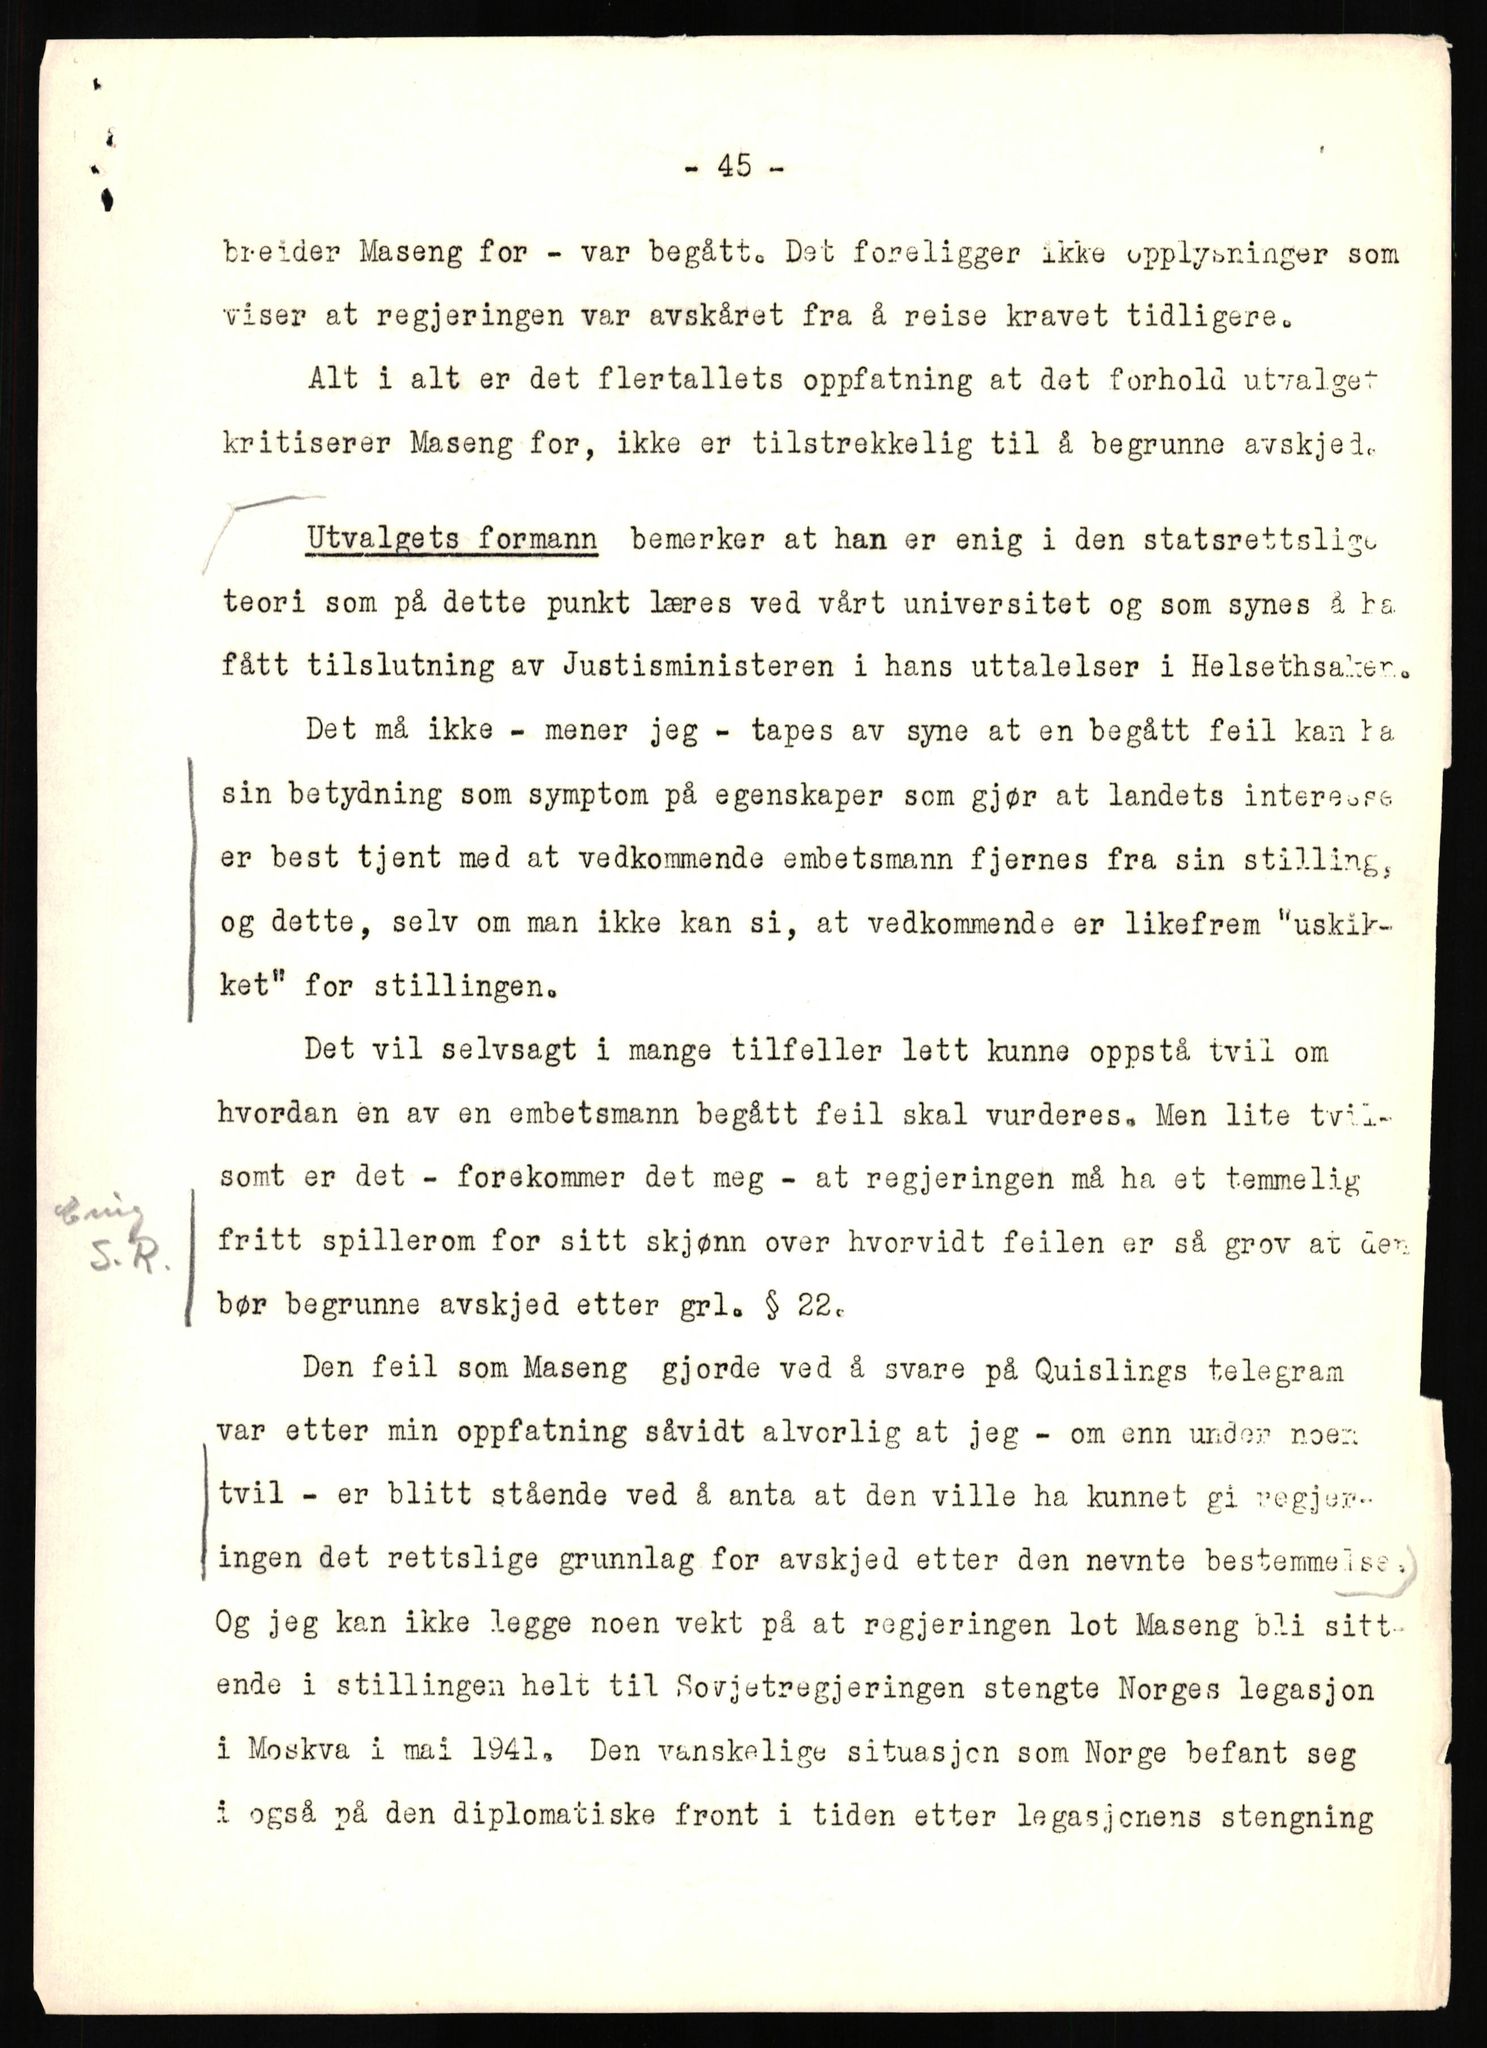 - 45 -
breider Maseng for - var begått. Det foreligger ikke opplysninger som
viser at regjeringen var avskåret fra å reise kravet tidligere.
Alt i alt er det flertallets oppfatning at det forhold utvalget
kritiserer Maseng for, ikke er tilstrekkelig til å begrunne avskjed.
Utvalgets formann bemerker at han er enig i den statsrettslige
teori som på dette punkt læres ved vårt universitet og som synes å ha
fått tilslutning av Justisministeren i hans uttalelser i Helsethsaken.
Det må ikke - mener jeg - tapes av syne at en begått feil kan ha
sin betydning som symptom på egenskaper som gjør at landets interesse
er best tjent med at vedkommende embetsmann fjernes fra sin stilling,
og dette, selv om man ikke kan si, at vedkommende er likefrem "uskik-
ket" for stillingen.
Det vil selvsagt i mange tilfeller lett kunne oppstå tvil om
hvordan en av en embetsmann begått feil skal vurderes. Men lite tvil-
somt er det - forekommer det meg - at regjeringen må ha et temmelig
Enig
S.R.
fritt spillerom for sitt skjønn over hvorvidt feilen er så grov at den
bør begrunne avskjed etter grl. § 22.
Den feil som Maseng gjorde ved å svare på Quislings telegram
var etter min oppfatning såvidt alvorlig at jeg - om enn under noen
tvil - er blitt stående ved å anta at den ville ha kunnet gi regjer-
ingen det rettslige grunnlag for avskjed etter den nevnte bestemmelse.
Og jeg kan ikke legge noen vekt på at regjeringen lot Maseng bli sitt-
ende i stillingen helt til Sovjetregjeringen stengte Norges legasjon
i Moskva i mai 1941. Den vanskelige situasjon som Norge befant seg
i også på den diplomatiske front i tiden etter legasjonens stengning